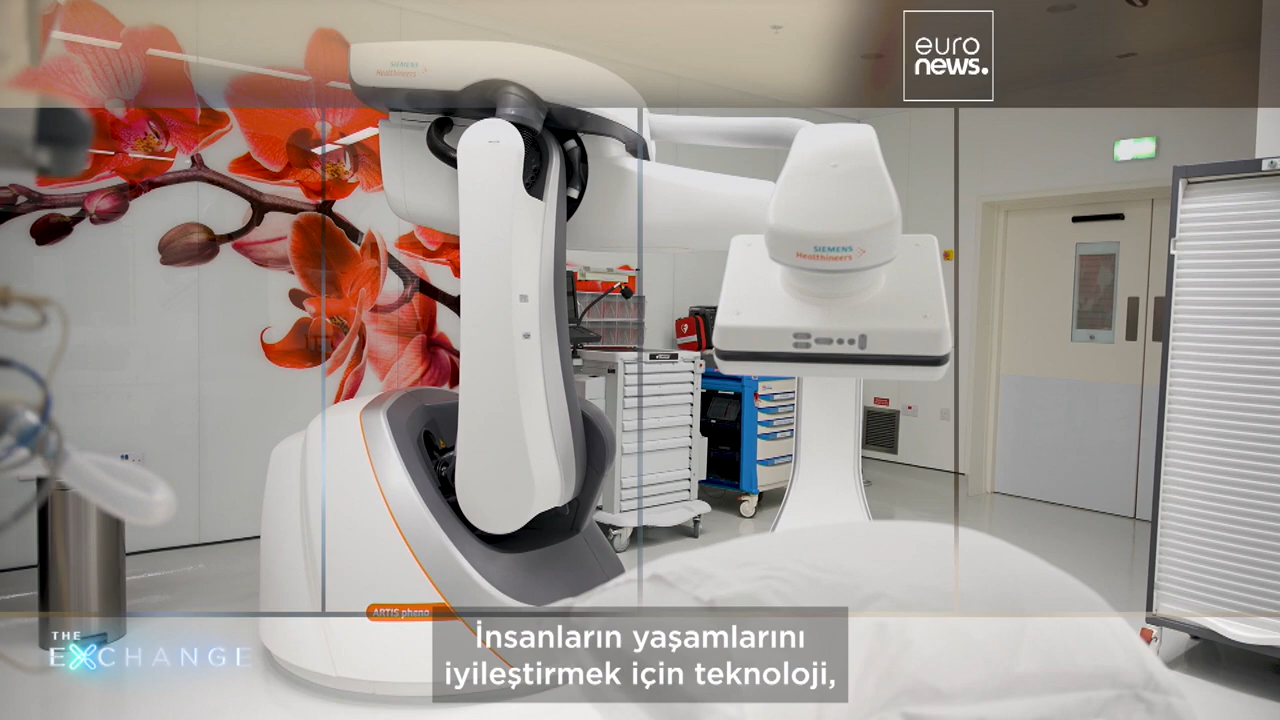 euro
news.
SIEMENS
Healthineers
SIEMENS
Healthineers
ARTIS pheno
THE
EXCHANGE
İnsanların yaşamlarını
iyileştirmek için teknoloji,